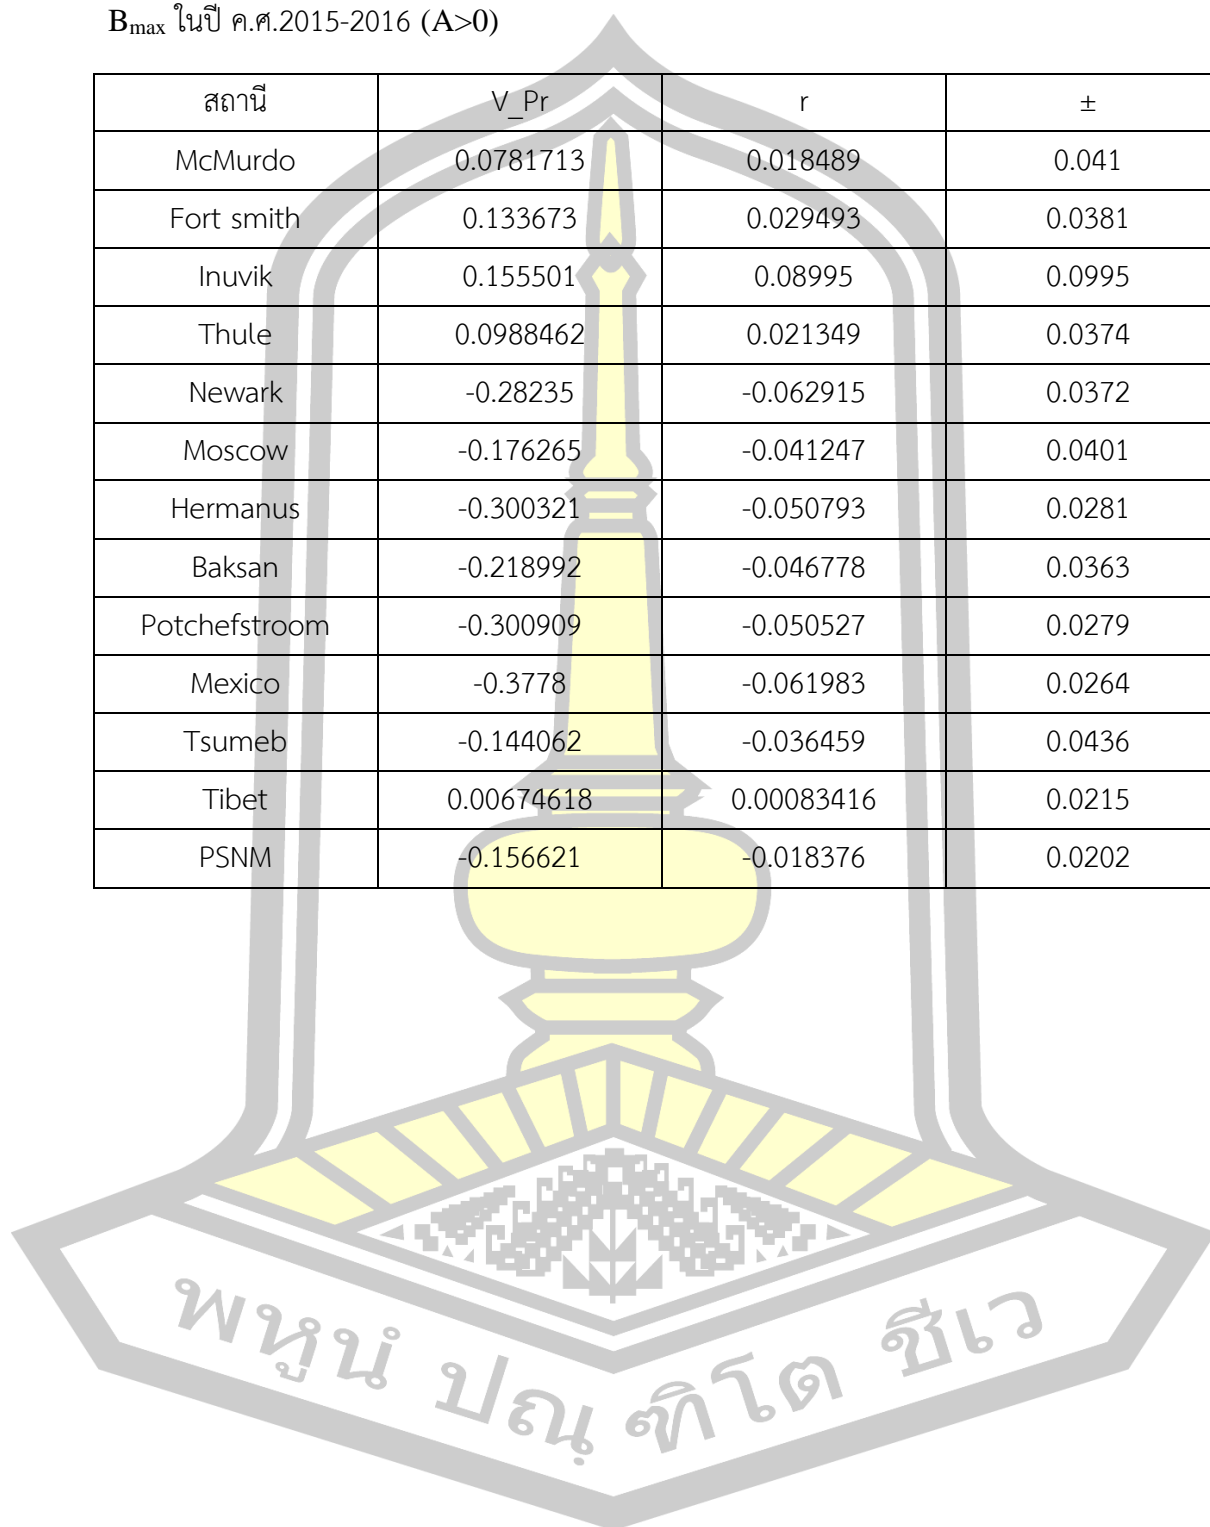 Bmax ในปี ค.ศ.2015-2016 (A>0)
สถานี V_Pr r ±
McMurdo 0.0781713 0.018489 0.041
Fort smith 0.133673 0.029493 0.0381
Inuvik 0.155501 0.08995 0.0995
Thule 0.0988462 0.021349 0.0374
Newark -0.28235 -0.062915 0.0372
Moscow -0.176265 -0.041247 0.0401
Hermanus -0.300321 -0.050793 0.0281
Baksan -0.218992 -0.046778 0.0363
Potchefstroom -0.300909 -0.050527 0.0279
Mexico -0.3778 -0.061983 0.0264
Tsumeb -0.144062 -0.036459 0.0436
Tibet 0.00674618 0.00083416 0.0215
PSNM -0.156621 -0.018376 0.0202
พหูนํ ปณฺฑิโต ชีเว